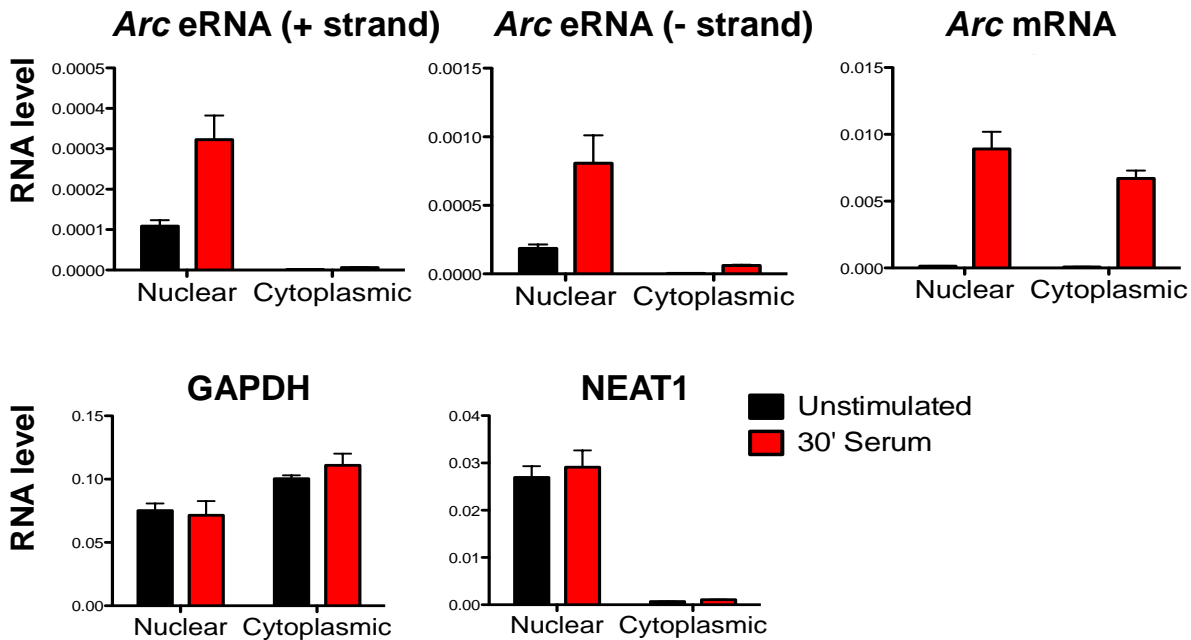 Arc eRNA (+ strand)
Arc eRNA (- strand)
Arc mRNA
RNA level
0.0005
0.0004
0.0003
0.0002
0.0001
0.0000
Nuclear Cytoplasmic
0.0015
0.0010
0.0005
0.0000
Nuclear Cytoplasmic
0.015
0.010
0.005
0.000
Nuclear Cytoplasmic
GAPDH
NEAT1
RNA level
0.15
0.10
0.05
0.00
Nuclear Cytoplasmic
0.04
0.03
0.02
0.01
0.00
Nuclear Cytoplasmic
Unstimulated
30' Serum